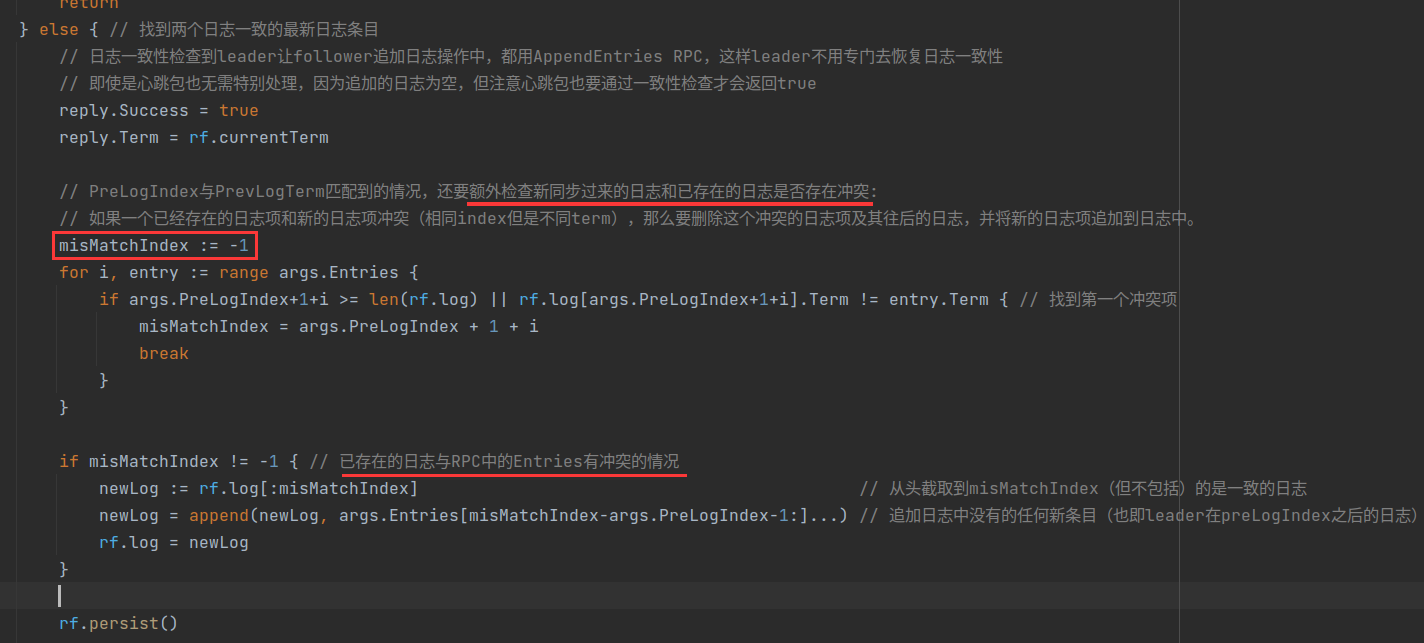 return
} else { // 找到两个日志一致的最新日志条目
// 日志一致性检查到leader让follower追加日志操作中，都用AppendEntries RPC，这样leader不用专门去恢复日志一致性
// 即使是心跳包也无需特别处理，因为追加的日志为空，但注意心跳包也要通过一致性检查才会返回true
reply.Success = true
reply.Term = rf.currentTerm
// PreLogIndex与PrevLogTerm匹配到的情况，还要额外检查新同步过来的日志和已存在的日志是否存在冲突:
// 如果一个已经存在的日志项和新的日志项冲突（相同index但是不同term），那么要删除这个冲突的日志项及其往后的日志，并将新的日志项追加到日志中。
misMatchIndex := -1
for i, entry := range args.Entries {
if args.PreLogIndex+1+i >= len(rf.log) || rf.log[args.PreLogIndex+1+i].Term != entry.Term { // 找到第一个冲突项
misMatchIndex = args.PreLogIndex + 1 + i
break
}
}
if misMatchIndex != -1 { // 已存在的日志与RPC中的Entries有冲突的情况
newLog := rf.log[:misMatchIndex] // 从头截取到misMatchIndex（但不包括）的是一致的日志
newLog = append(newLog, args.Entries[misMatchIndex-args.PreLogIndex-1:]...) // 追加日志中没有的任何新条目（也即leader在preLogIndex之后的日志）
rf.log = newLog
}
rf.persist()